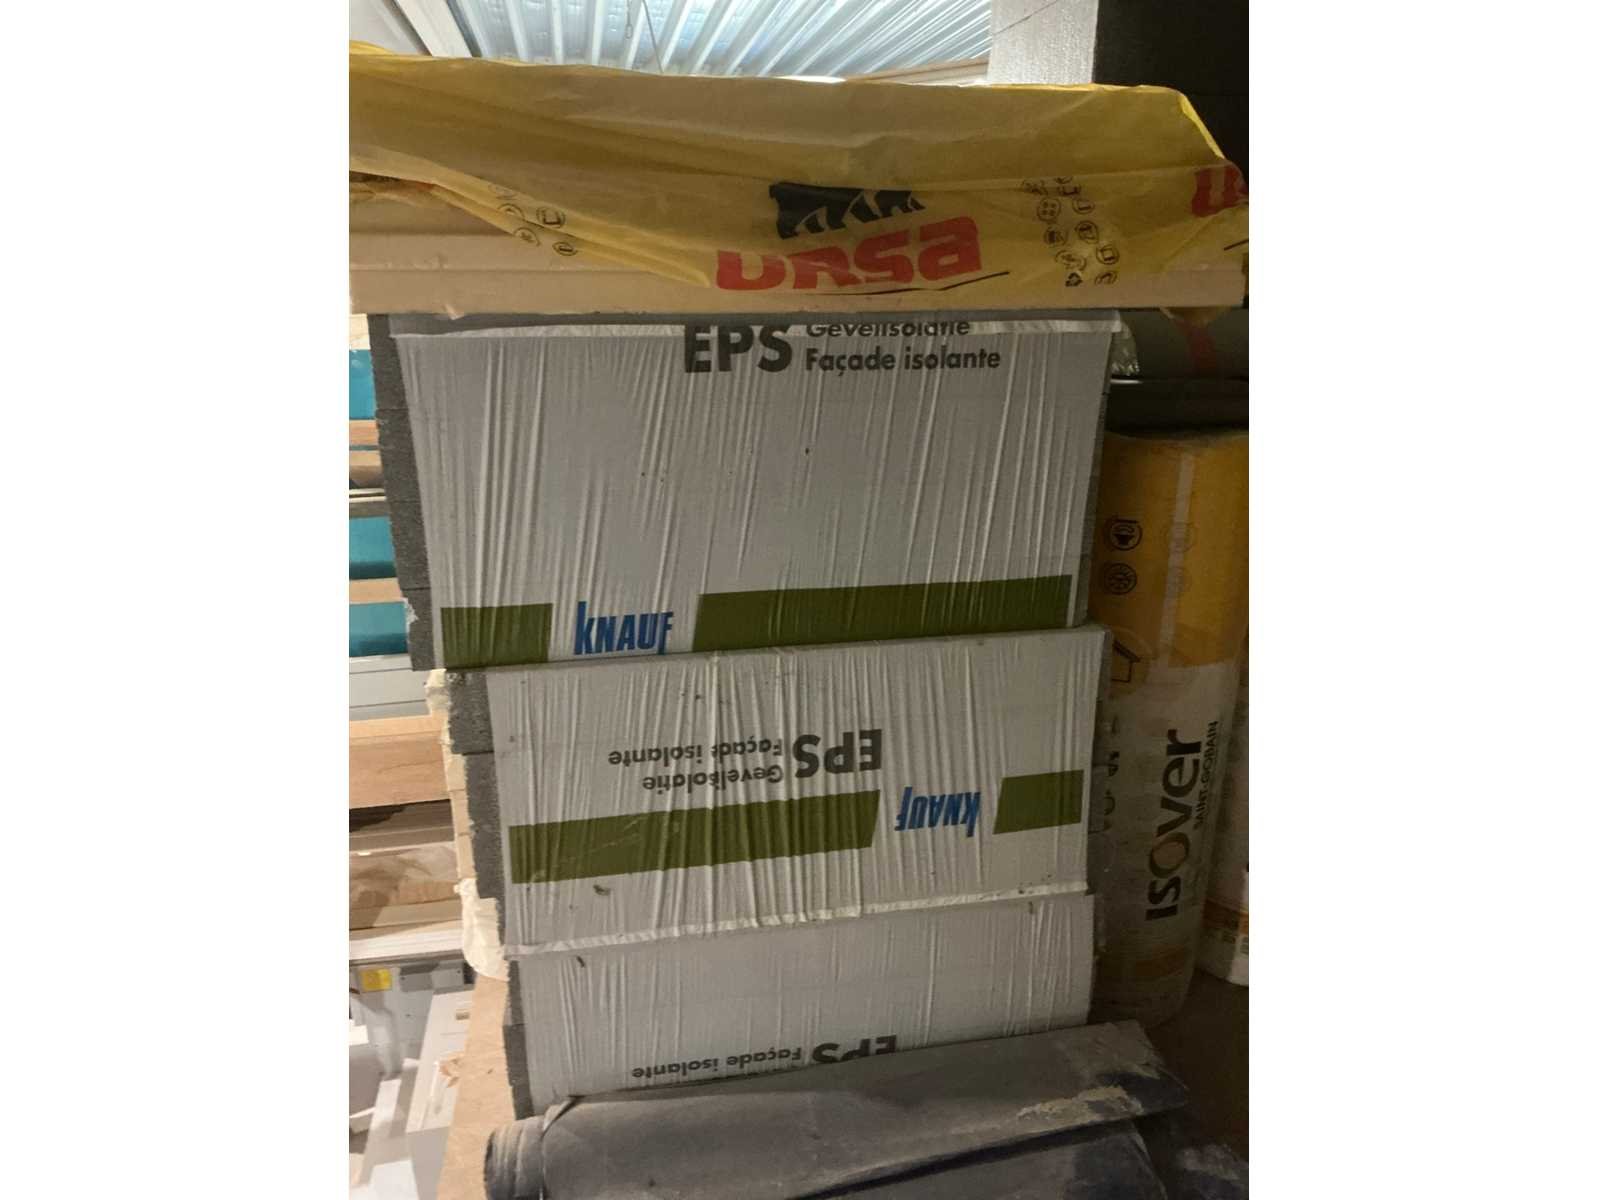 URSA
EPS Gevelisolatie
Façade isolante
KNAUF
EPS
Façade isolante
Gevelisolatie
KNAUF
isover
SAINT-GOBAIN
EPS
Façade isolante